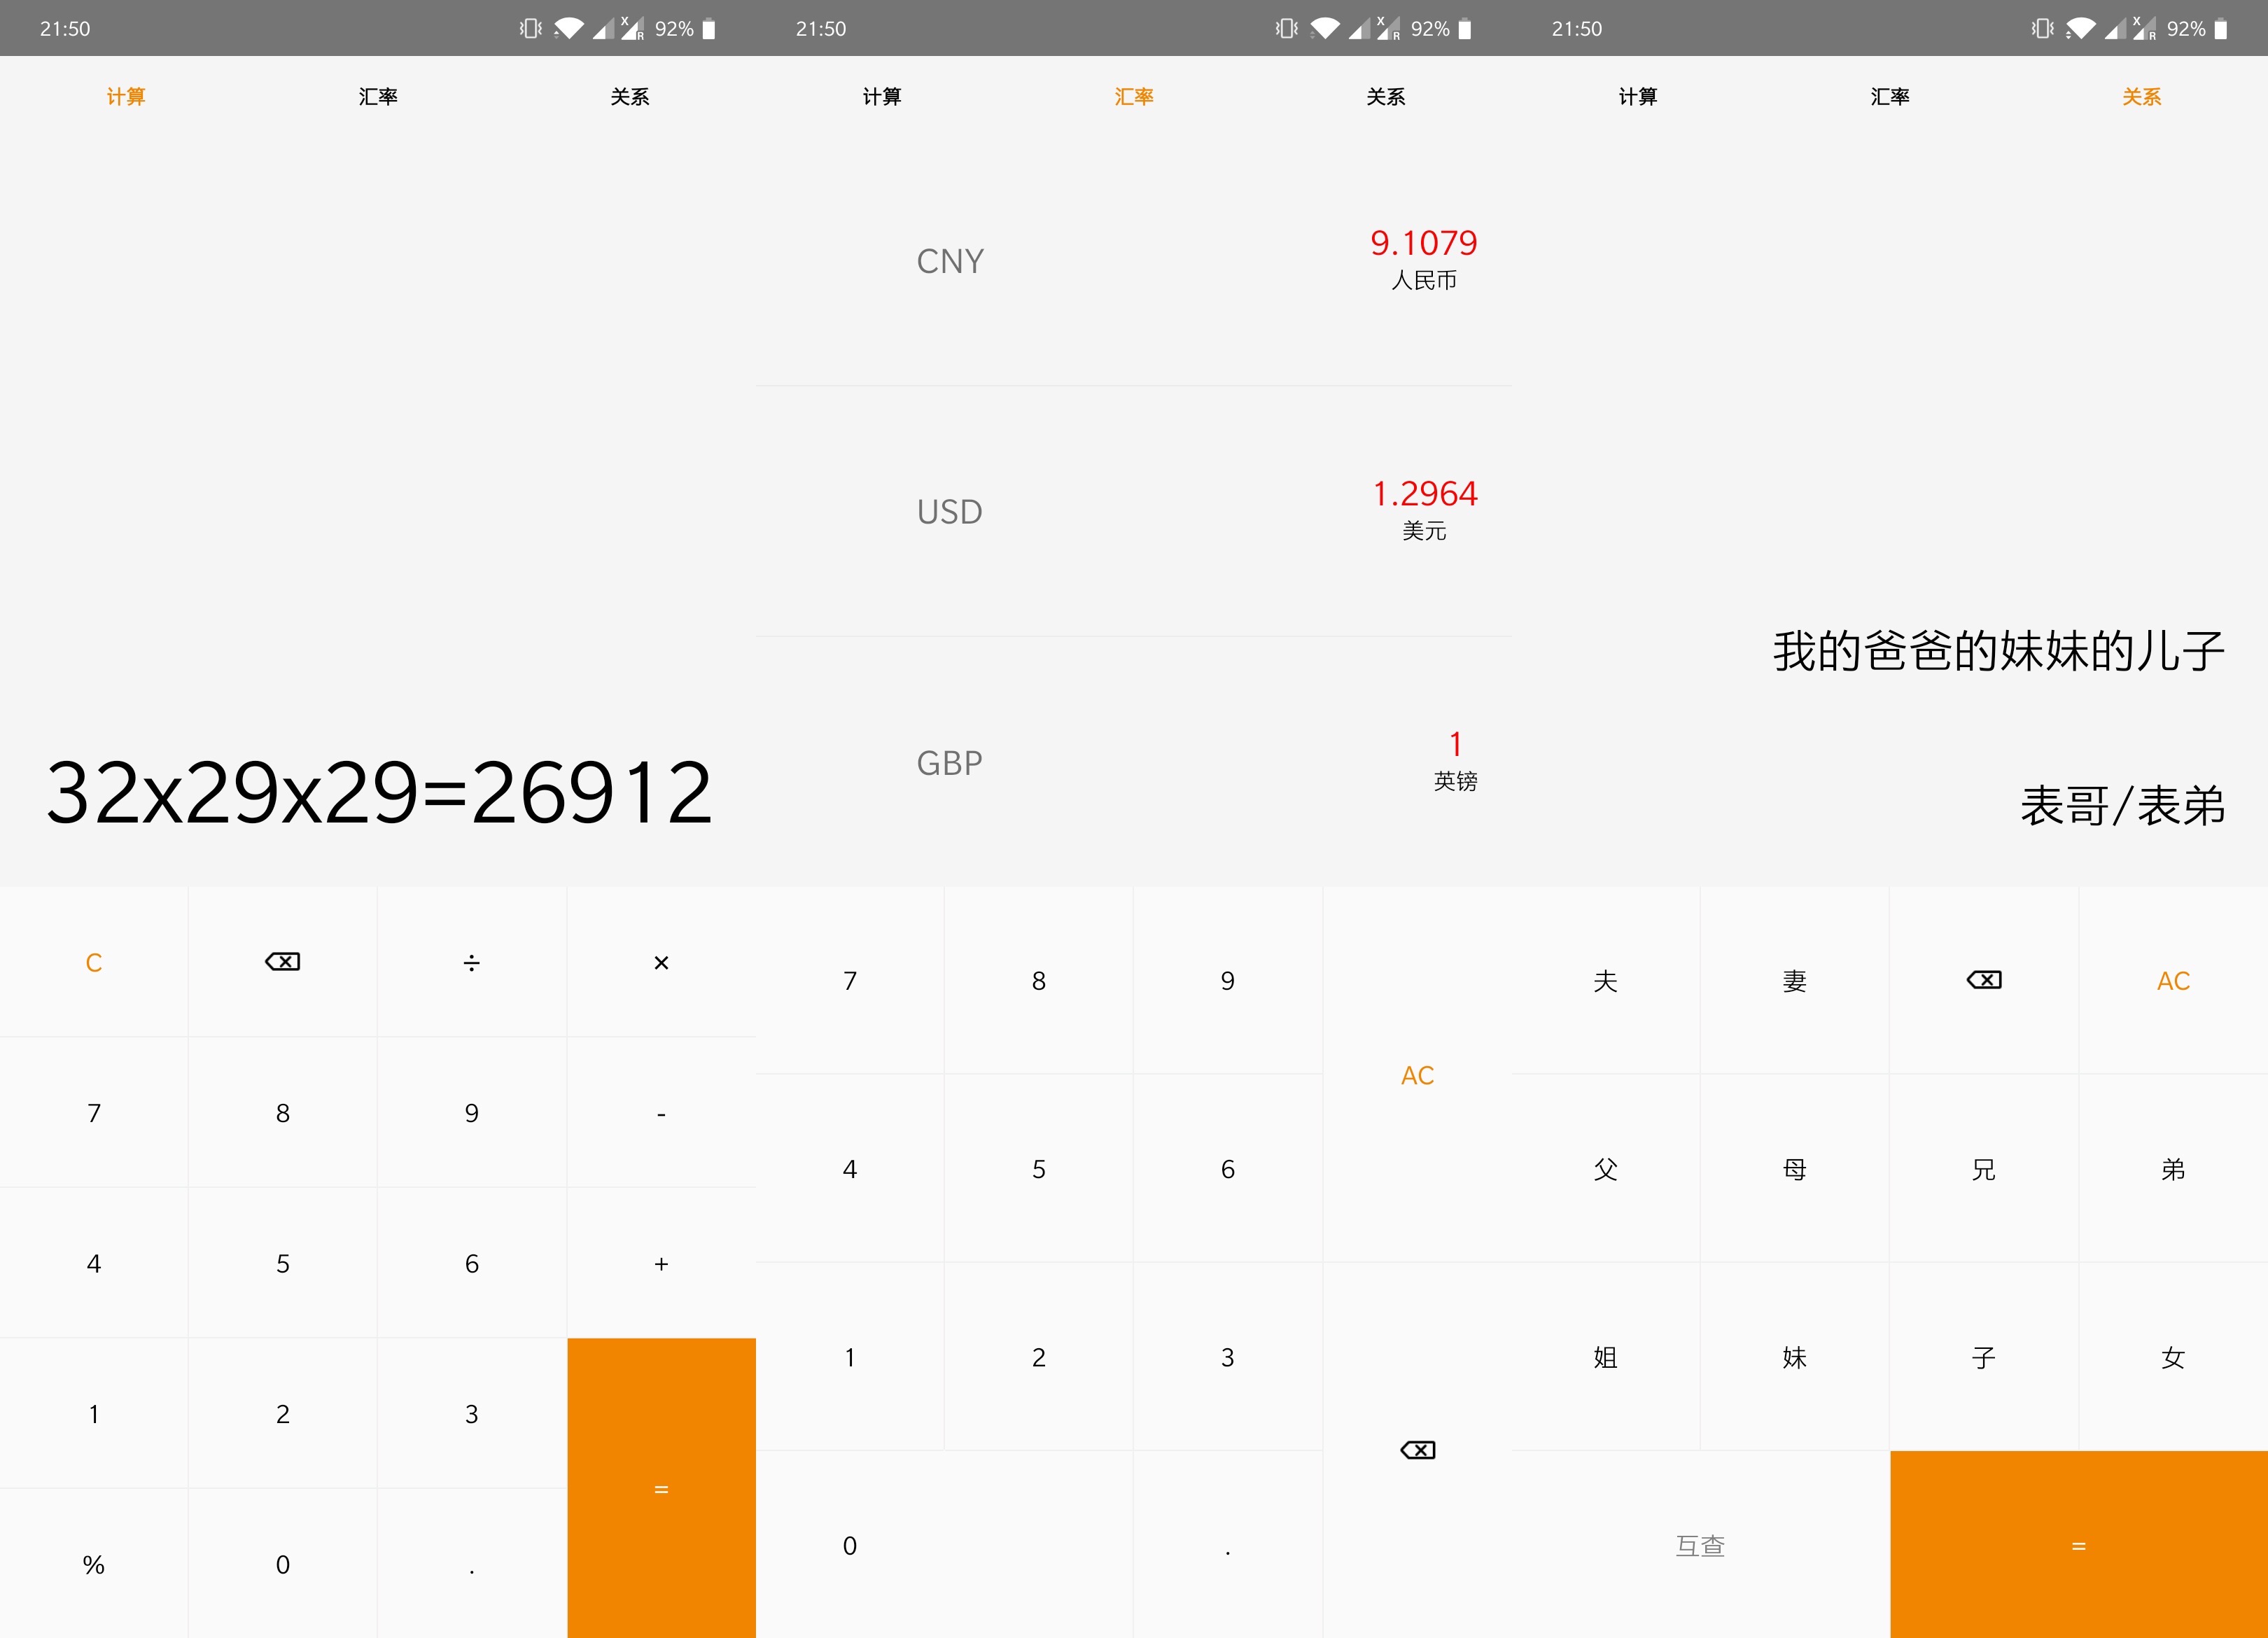 21:50 92%
计算 汇率 关系
32x29x29=26912
C ÷ ×
7 8 9 -
4 5 6 +
1 2 3
=
% 0 .
21:50 92%
计算 汇率 关系
CNY 9.1079
人民币
USD 1.2964
美元
GBP 1
英镑
7 8 9
AC
4 5 6
1 2 3
0 .
21:50 92%
计算 汇率 关系
我的爸爸的妹妹的儿子
表哥/表弟
夫 妻 AC
父 母 兄 弟
姐 妹 子 女
互查 =